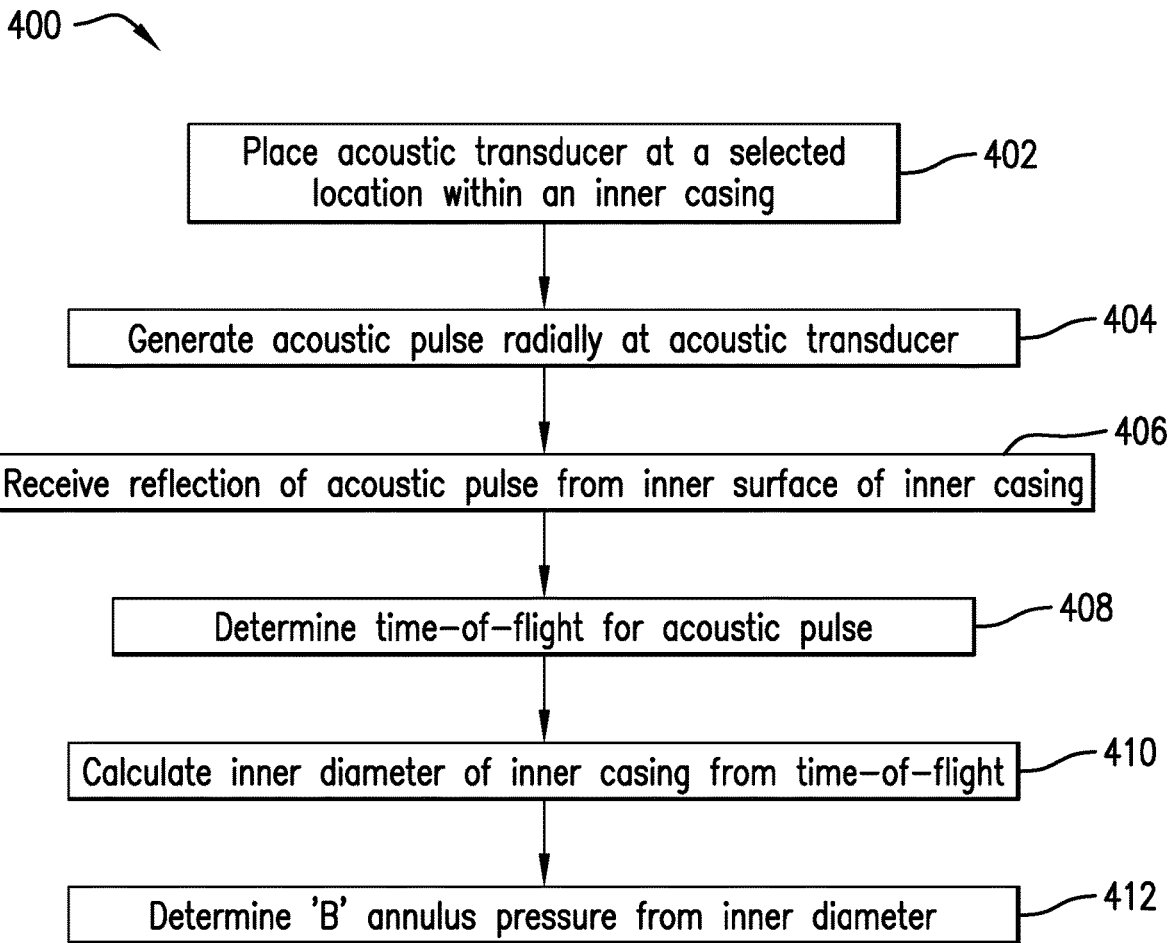 400
Place acoustic transducer at a selected
location within an inner casing
402
Generate acoustic pulse radially at acoustic transducer
404
406
Receive reflection of acoustic pulse from inner surface of inner casing
Determine time-of-flight for acoustic pulse
408
Calculate inner diameter of inner casing from time-of-flight
410
Determine 'B' annulus pressure from inner diameter
412